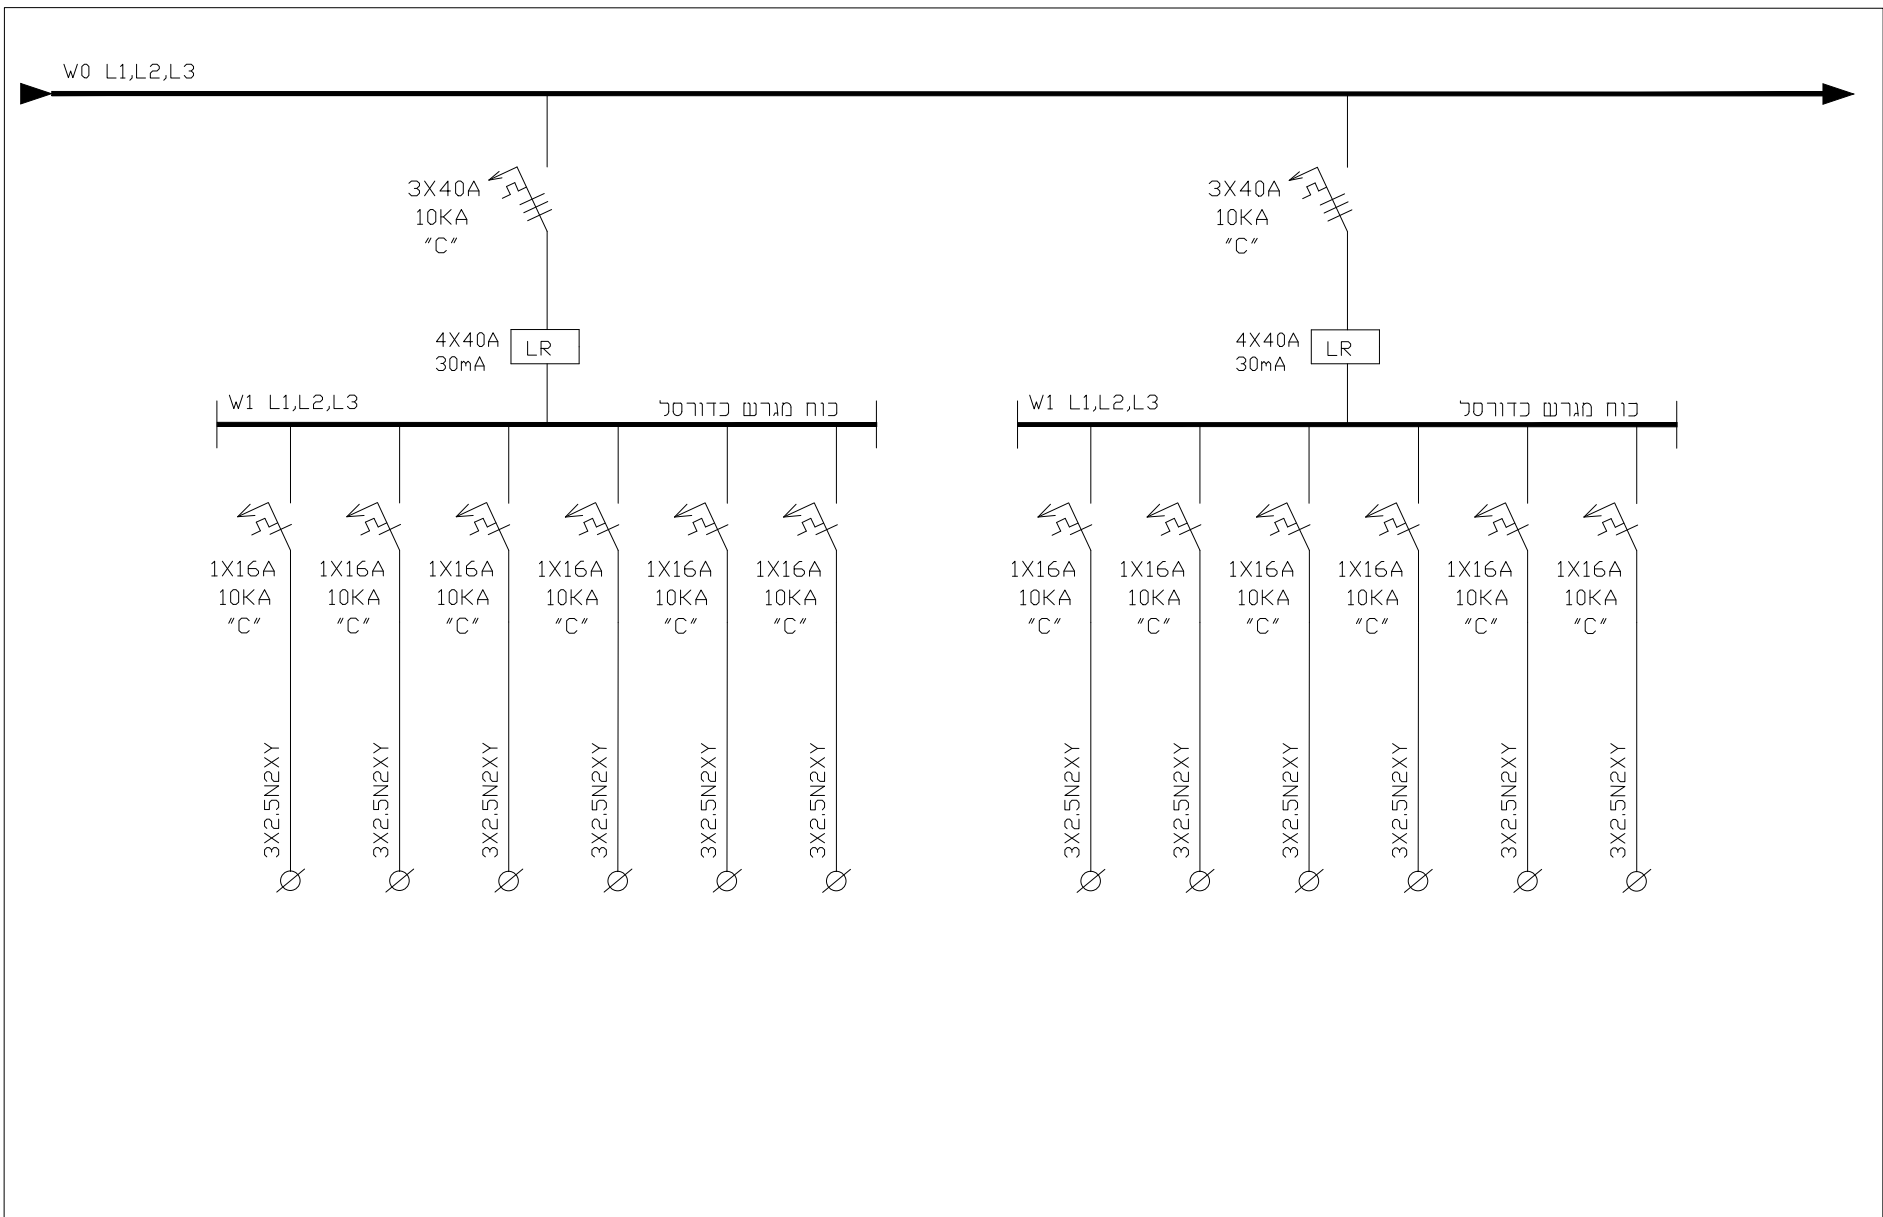 W0 L1,L2,L3
3X40A
10KA
"C"
3X40A
10KA
"C"
4X40A
30mA
LR
4X40A
30mA
LR
W1 L1,L2,L3
כוח מגרש כדורסל
W1 L1,L2,L3
כוח מגרש כדורסל
1X16A
10KA
"C"
1X16A
10KA
"C"
1X16A
10KA
"C"
1X16A
10KA
"C"
1X16A
10KA
"C"
1X16A
10KA
"C"
1X16A
10KA
"C"
1X16A
10KA
"C"
1X16A
10KA
"C"
1X16A
10KA
"C"
1X16A
10KA
"C"
1X16A
10KA
"C"
3X2.5N2XY
3X2.5N2XY
3X2.5N2XY
3X2.5N2XY
3X2.5N2XY
3X2.5N2XY
3X2.5N2XY
3X2.5N2XY
3X2.5N2XY
3X2.5N2XY
3X2.5N2XY
3X2.5N2XY